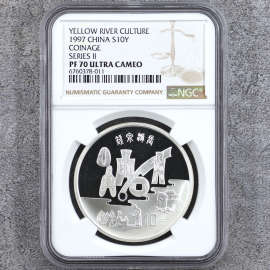 YELLOW RIVER CULTURE
1997 CHINA S10Y
COINAGE
SERIES II
PF 70 ULTRA CAMEO
6760378-011
NUMISMATIC GUARANTY COMPANY
NGC
10